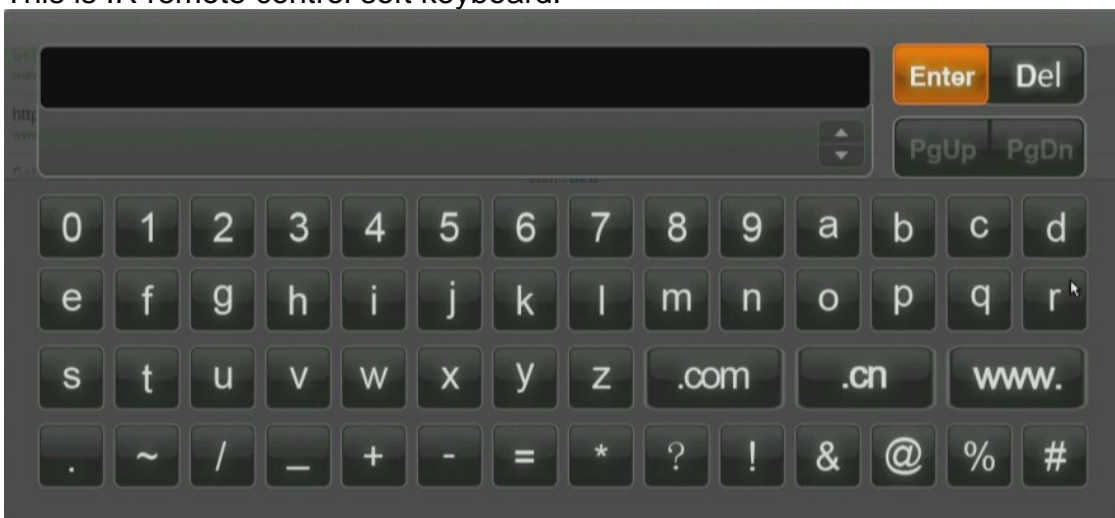 This is IR remote control soft keyboard.
http
Enter Del
PgUp PgDn
0 1 2 3 4 5 6 7 8 9 a b c d
e f g h i j k l m n o p q r
s t u v w x y z .com .cn www.
. ~ / _ + - = * ? ! & @ % #